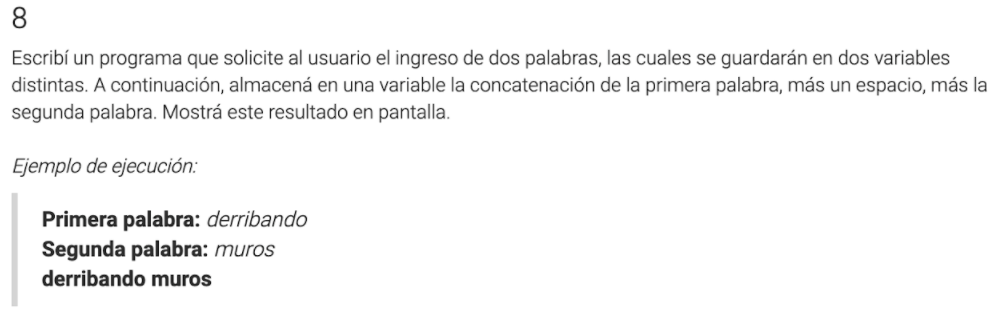 8
Escribí un programa que solicite al usuario el ingreso de dos palabras, las cuales se guardarán en dos variables
distintas. A continuación, almacená en una variable la concatenación de la primera palabra, más un espacio, más la
segunda palabra. Mostrá este resultado en pantalla.
Ejemplo de ejecución:
Primera palabra: derribando
Segunda palabra: muros
derribando muros